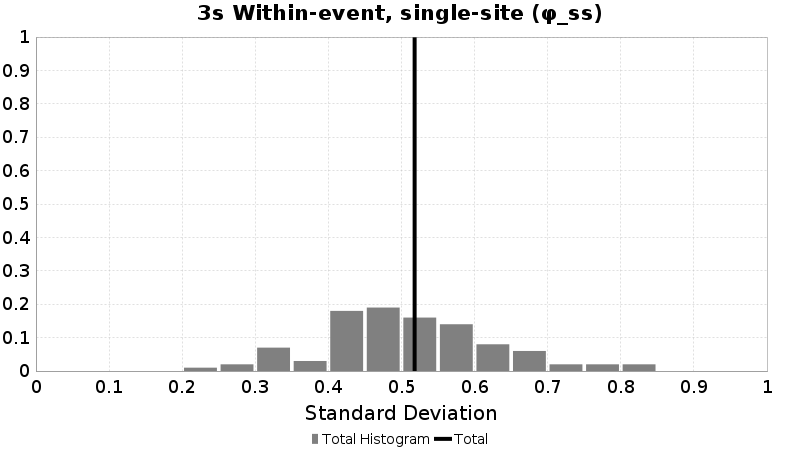 3s Within-event, single-site (φ_ss)
1
0.9
0.8
0.7
0.6
0.5
0.4
0.3
0.2
0.1
0
0 0.1 0.2 0.3 0.4 0.5 0.6 0.7 0.8 0.9 1
Standard Deviation
Total Histogram Total